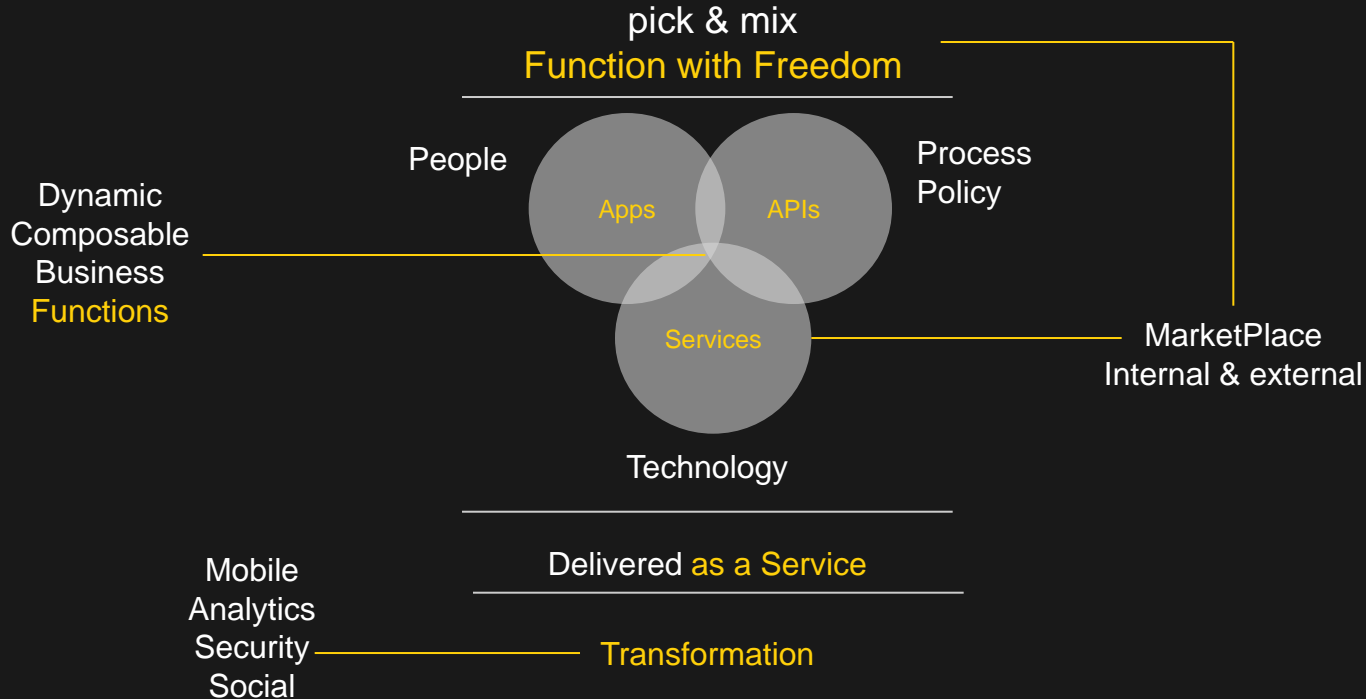 pick & mix
Function with Freedom
People
Process
Policy
Apps
APIs
Dynamic
Composable
Business
Functions
Services
MarketPlace
Internal & external
Technology
Delivered as a Service
Mobile
Analytics
Security
Social
Transformation